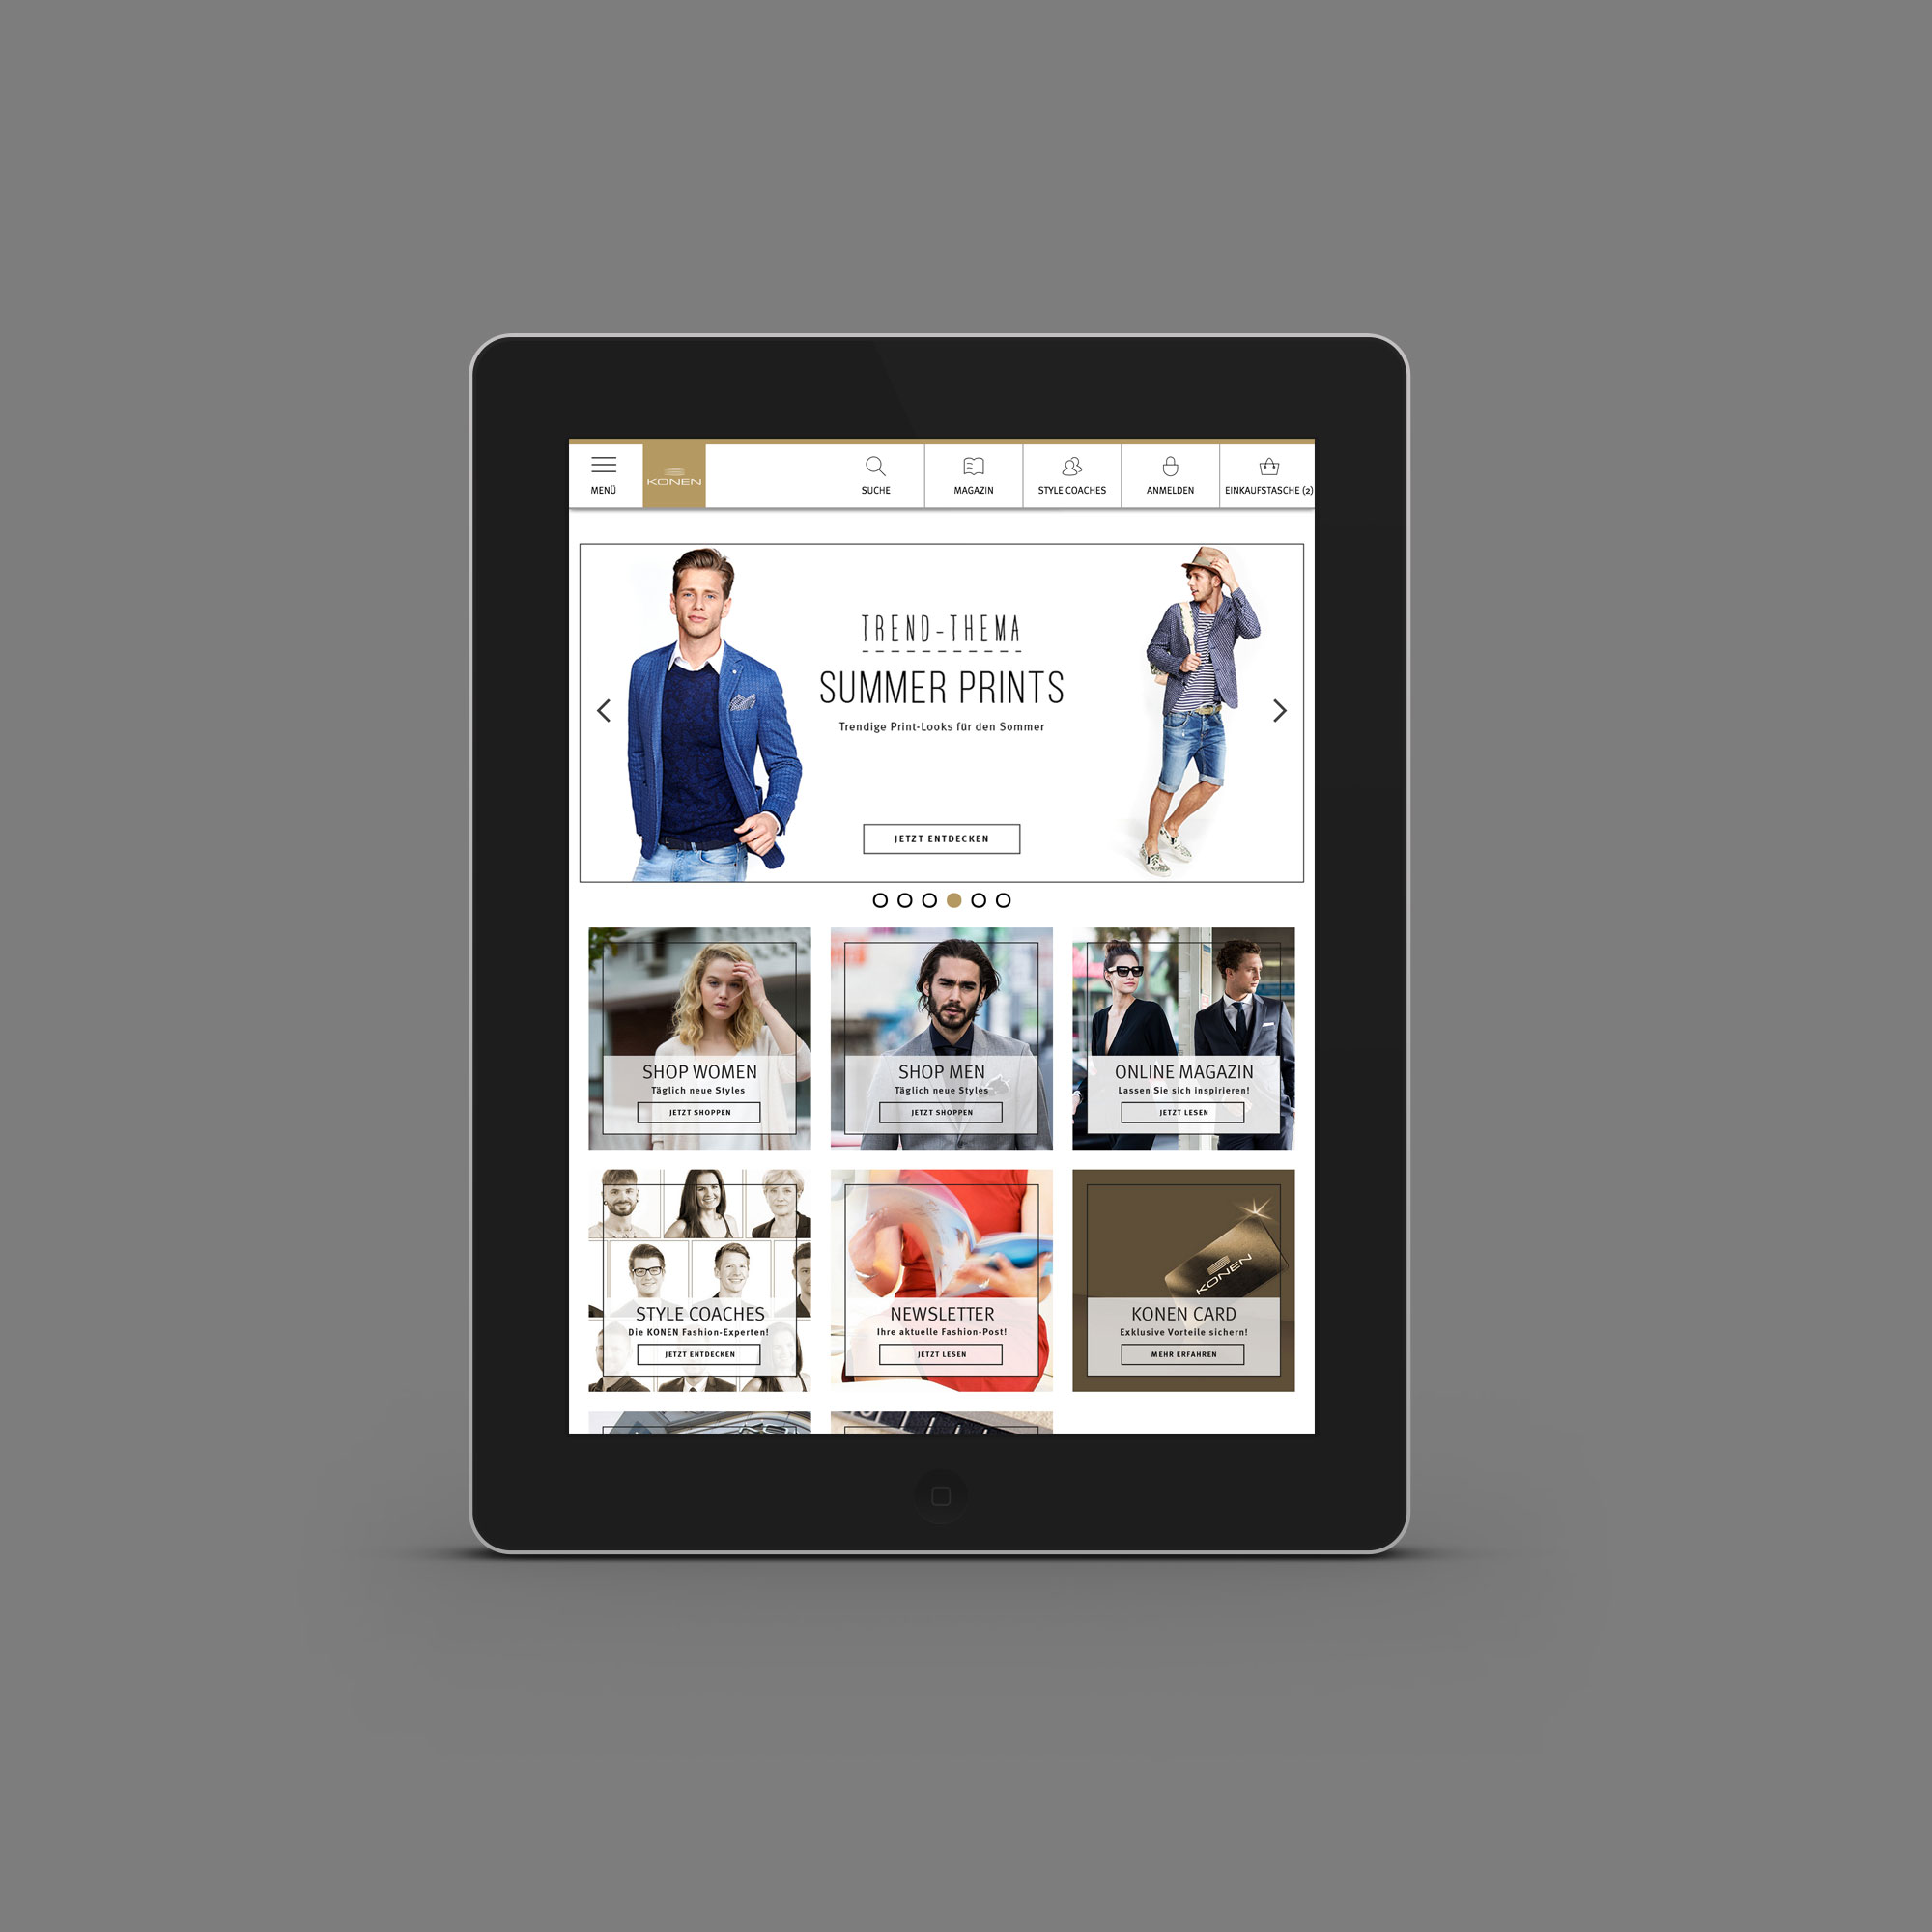 MENÜ
KONEN
SUCHE
MAGAZIN
STYLE COACHES
ANMELDEN
EINKAUFSTASCHE (2)
TREND-THEMA
SUMMER PRINTS
Trendige Print-Looks für den Sommer
JETZT ENTDECKEN
SHOP WOMEN
Täglich neue Styles
JETZT SHOPPEN
SHOP MEN
Täglich neue Styles
JETZT SHOPPEN
ONLINE MAGAZIN
Lassen Sie sich inspirieren!
JETZT LESEN
STYLE COACHES
Die KONEN Fashion-Experten!
JETZT ENTDECKEN
NEWSLETTER
Ihre aktuelle Fashion-Post!
JETZT LESEN
KONEN
KONEN CARD
Exklusive Vorteile sichern!
MEHR ERFAHREN